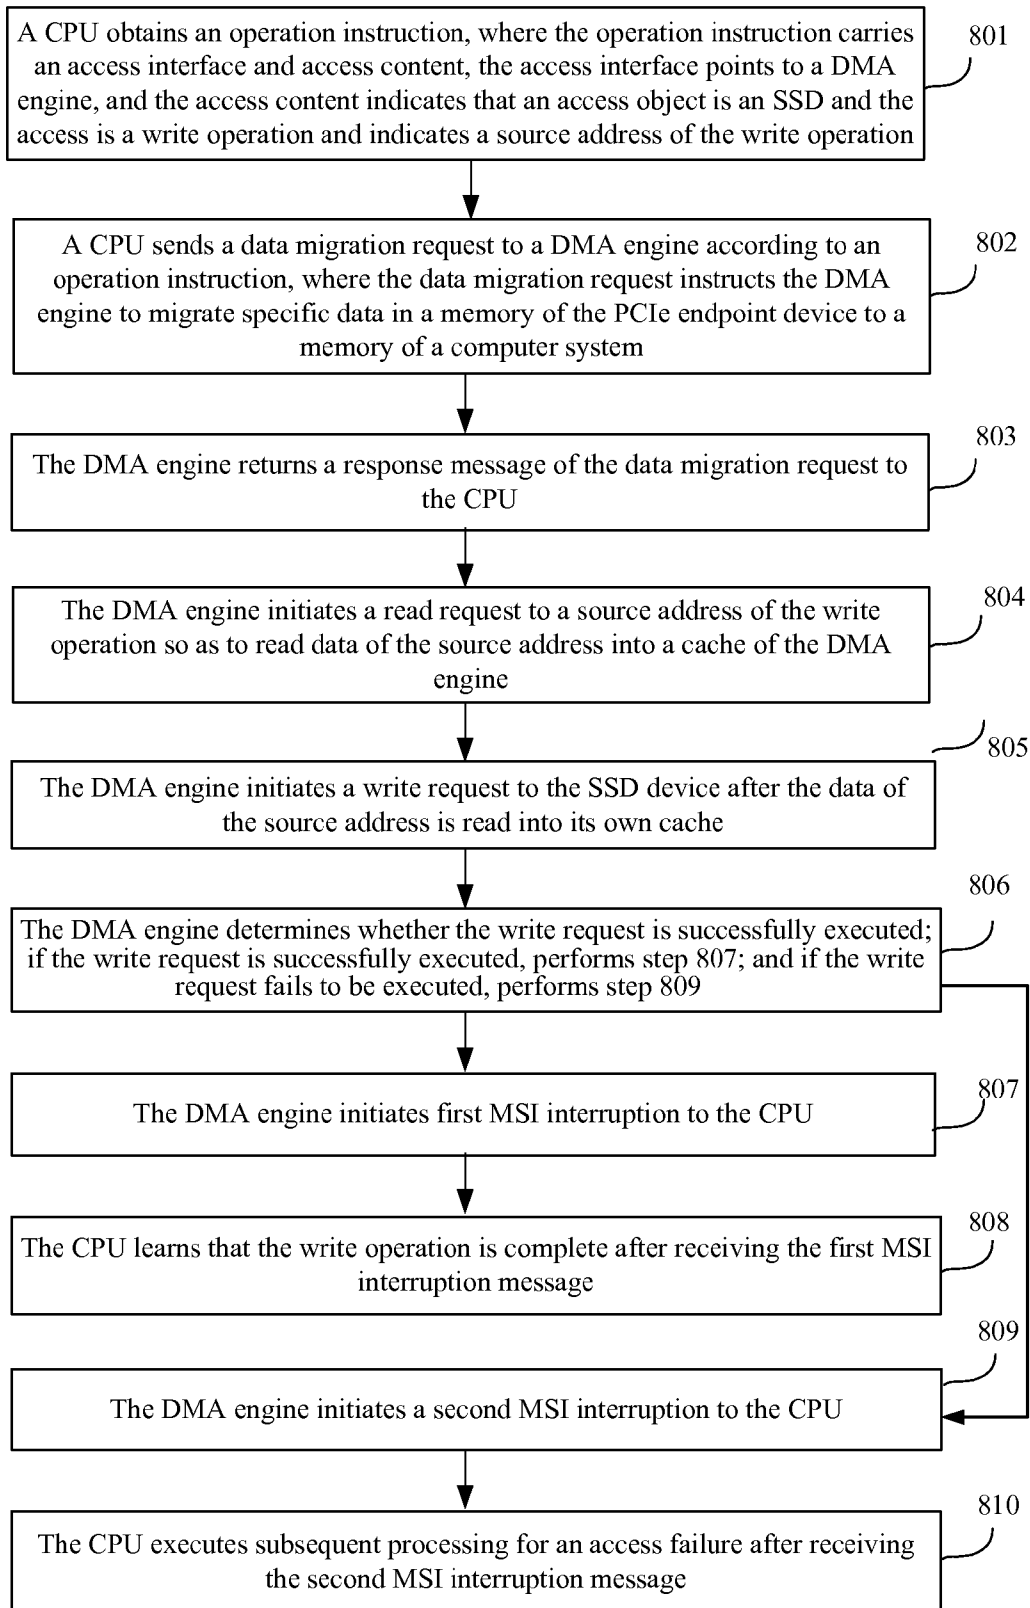 A CPU obtains an operation instruction, where the operation instruction carries
an access interface and access content, the access interface points to a DMA
engine, and the access content indicates that an access object is an SSD and the
access is a write operation and indicates a source address of the write operation
801
A CPU sends a data migration request to a DMA engine according to an
operation instruction, where the data migration request instructs the DMA
engine to migrate specific data in a memory of the PCIe endpoint device to a
memory of a computer system
802
The DMA engine returns a response message of the data migration request to
the CPU
803
The DMA engine initiates a read request to a source address of the write
operation so as to read data of the source address into a cache of the DMA
engine
804
The DMA engine initiates a write request to the SSD device after the data of
the source address is read into its own cache
805
The DMA engine determines whether the write request is successfully executed;
if the write request is successfully executed, performs step 807; and if the write
request fails to be executed, performs step 809
806
The DMA engine initiates first MSI interruption to the CPU
807
The CPU learns that the write operation is complete after receiving the first MSI
interruption message
808
The DMA engine initiates a second MSI interruption to the CPU
809
The CPU executes subsequent processing for an access failure after receiving
the second MSI interruption message
810